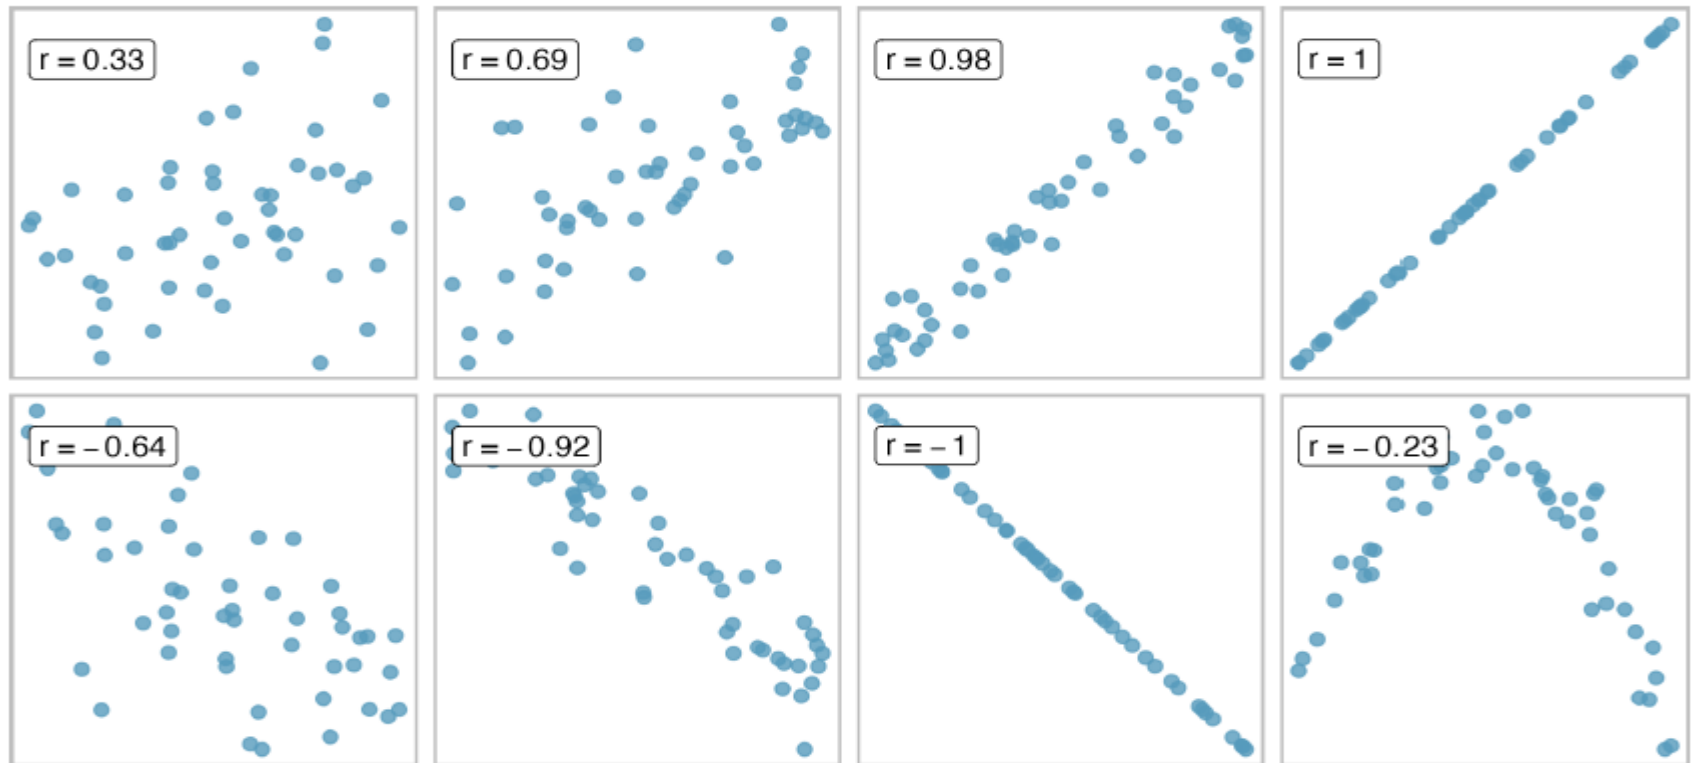 r = 0.33
r = 0.69
r = 0.98
r = 1
r = −0.64
r = −0.92
r = −1
r = −0.23